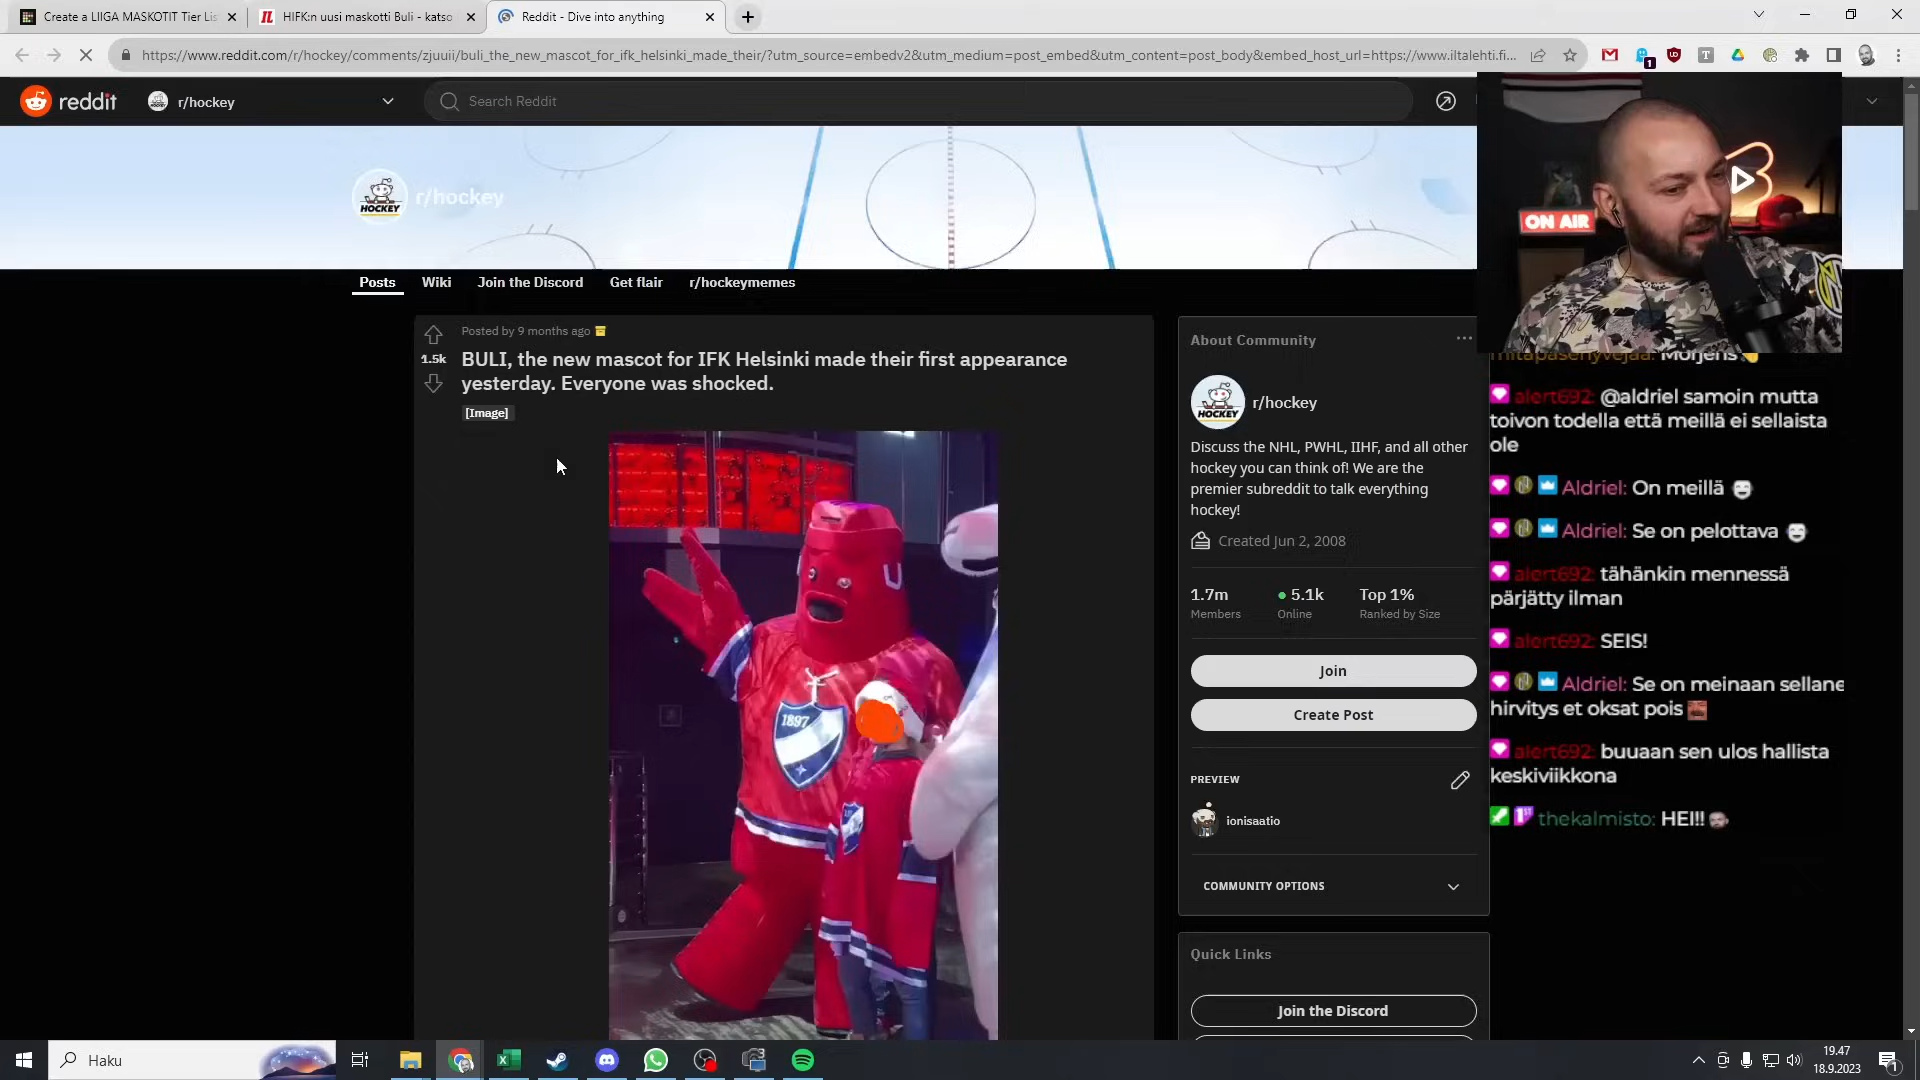 Create a LIIGA MASKOTIT Tier Lis
HIFK:n uusi maskotti Buli - katso
Reddit - Dive into anything
https://www.reddit.com/r/hockey/comments/zjuuii/buli_the_new_mascot_for_ifk_helsinki_made_their/?utm_source=embedv2&utm_medium=post_embed&utm_content=post_body&embed_host_url=https://www.iltalehti.fi...
reddit
r/hockey
Search Reddit
HOCKEY
r/hockey
ON AIR
Posts
Wiki
Join the Discord
Get flair
r/hockeymemes
Posted by 9 months ago
1.5k
BULI, the new mascot for IFK Helsinki made their first appearance
yesterday. Everyone was shocked.
[Image]
1897
About Community
HOCKEY
r/hockey
Discuss the NHL, PWHL, IIHF, and all other
hockey you can think of! We are the
premier subreddit to talk everything
hockey!
Created Jun 2, 2008
1.7m
Members
5.1k
Online
Top 1%
Ranked by Size
Join
Create Post
PREVIEW
ionisaatio
COMMUNITY OPTIONS
Quick Links
Join the Discord
Morjens
alert692: @aldriel samoin mutta
toivon todella että meillä ei sellaista
ole
Aldriel: On meillä
Aldriel: Se on pelottava
alert692: tähänkin mennessä
pärjätty ilman
alert692: SEIS!
Aldriel: Se on meinaan sellane
hirvitys et oksat pois
alert692: buuaan sen ulos hallista
keskiviikkona
thekalmisto: HEI!!
Haku
19.47
18.9.2023